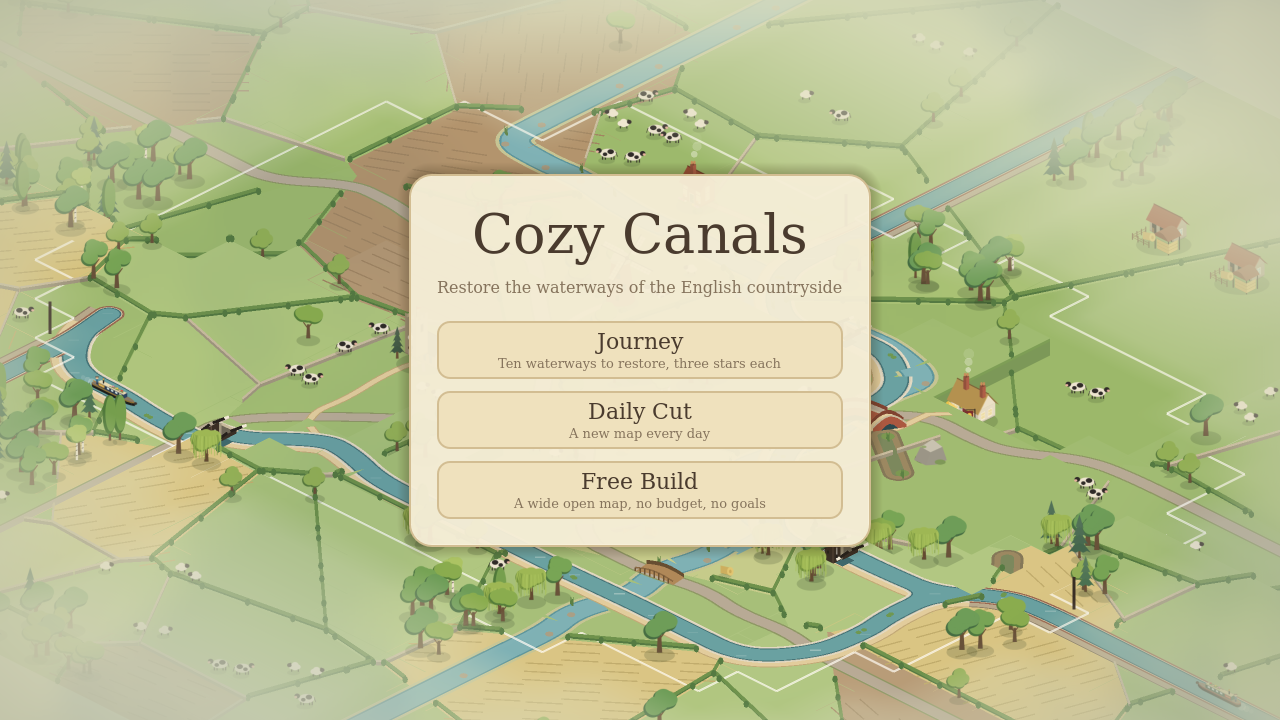 Cozy Canals
Restore the waterways of the English countryside
Journey
Ten waterways to restore, three stars each
Daily Cut
A new map every day
Free Build
A wide open map, no budget, no goals